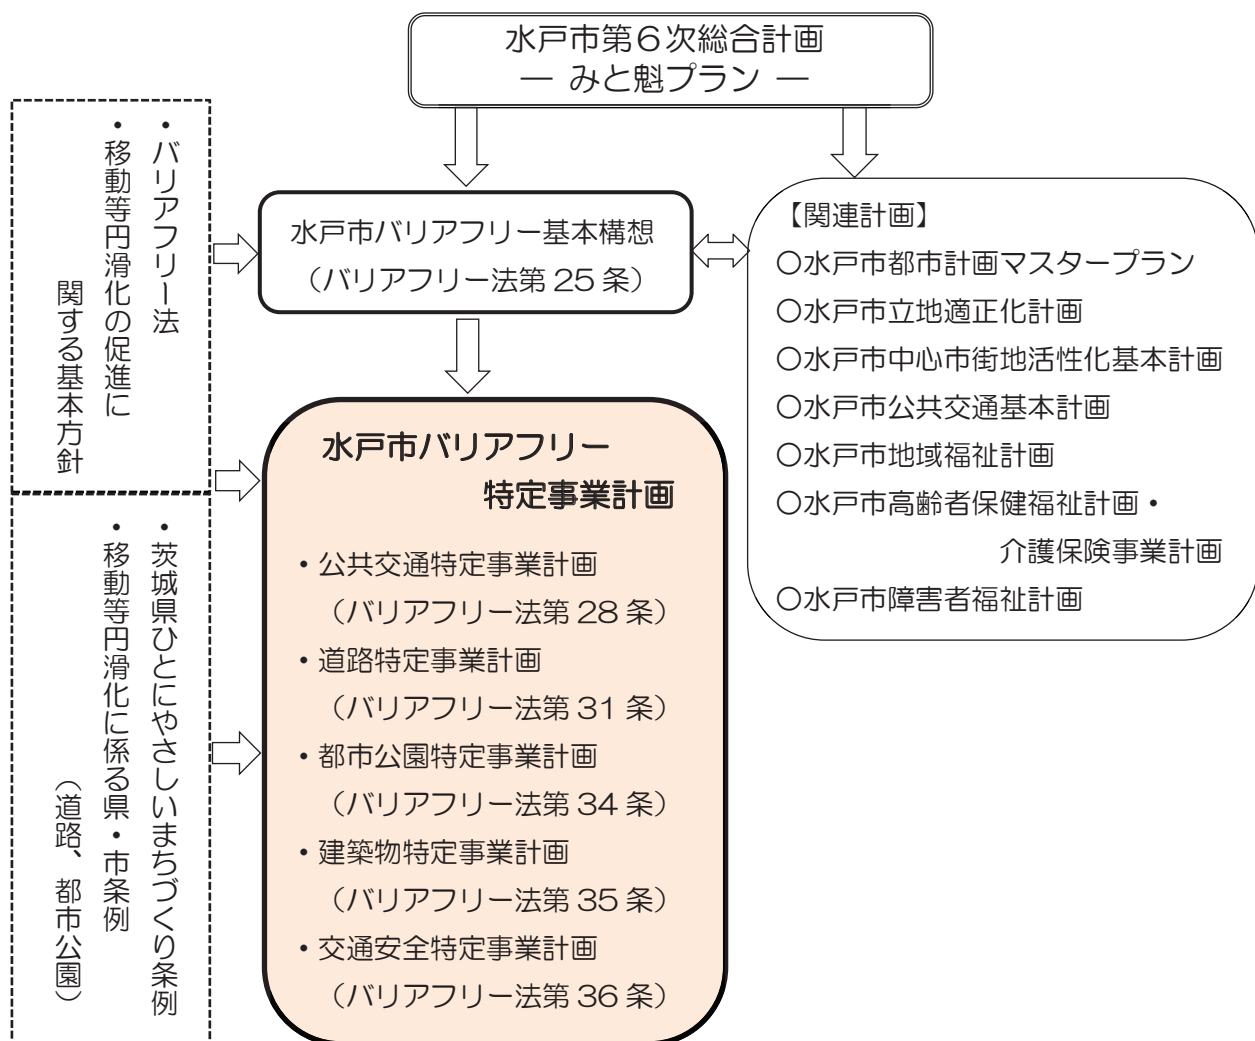 水戸市第6次総合計画
― みと魁プラン ―
・バリアフリー法
・移動等円滑化の促進に
関する基本方針
水戸市バリアフリー基本構想
（バリアフリー法第 25 条）
【関連計画】
○水戸市都市計画マスタープラン
○水戸市立地適正化計画
○水戸市中心市街地活性化基本計画
○水戸市公共交通基本計画
○水戸市地域福祉計画
○水戸市高齢者保健福祉計画・
介護保険事業計画
○水戸市障害者福祉計画
・茨城県ひとにやさしいまちづくり条例
・移動等円滑化に係る県・市条例
（道路、都市公園）
水戸市バリアフリー
特定事業計画
・公共交通特定事業計画
（バリアフリー法第 28 条）
・道路特定事業計画
（バリアフリー法第 31 条）
・都市公園特定事業計画
（バリアフリー法第 34 条）
・建築物特定事業計画
（バリアフリー法第 35 条）
・交通安全特定事業計画
（バリアフリー法第 36 条）